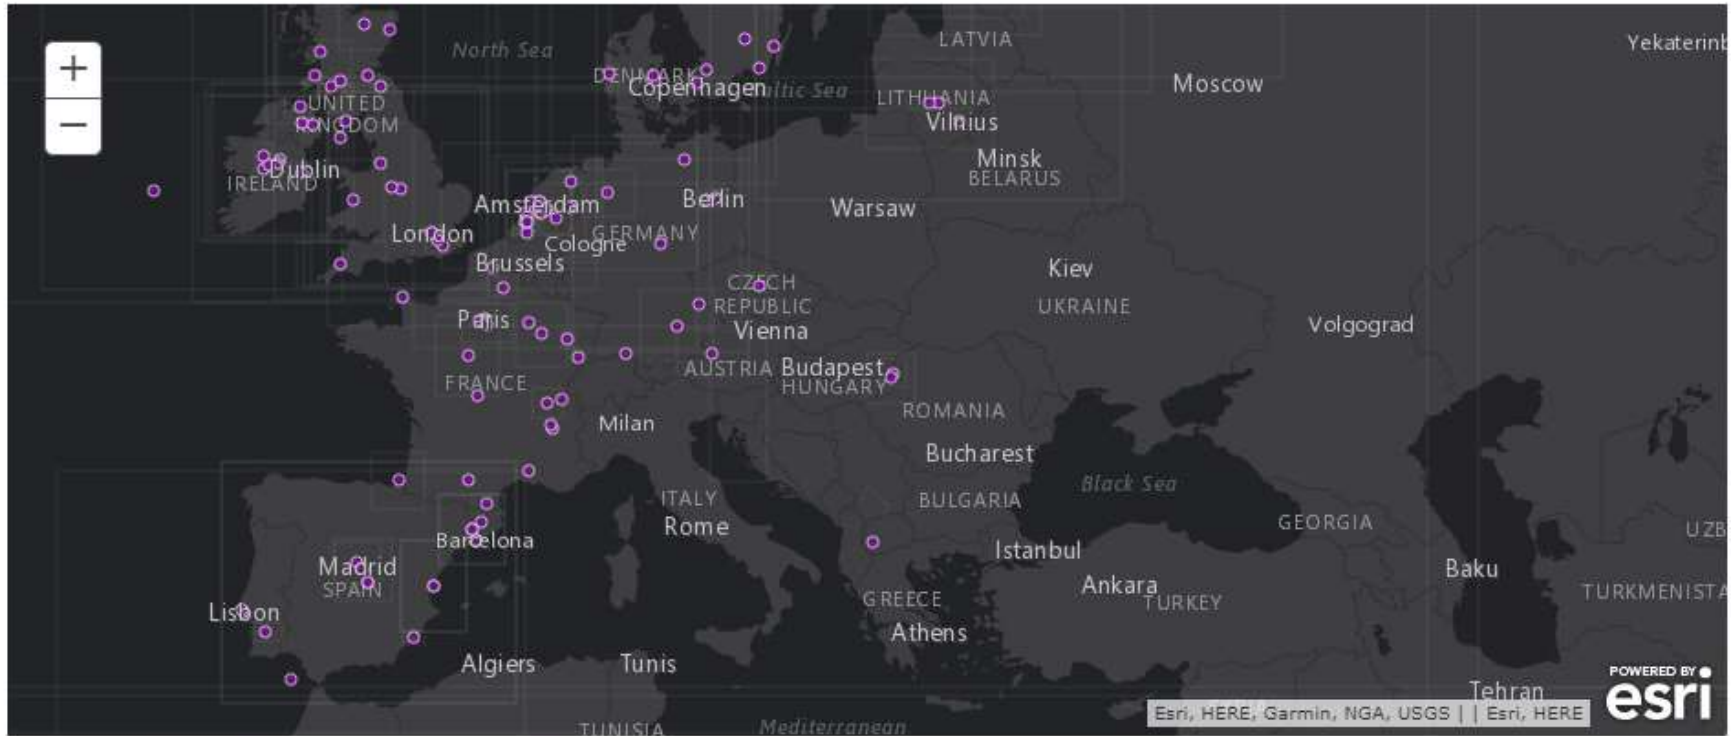 North Sea
LATVIA
Yekaterinb
+
DENMARK
Moscow
Copenhagen
altic Sea
LITHUANIA
UNITED
KINGDOM
Vilnius
Minsk
Dublin
BELARUS
IRELAND
Amsterdam
Berlin
Warsaw
London
GERMANY
Cologne
Brussels
Kiev
CZECH
REPUBLIC
UKRAINE
Paris
Vienna
Volgograd
AUSTRIA
Budapest
FRANCE
HUNGARY
ROMANIA
Milan
Bucharest
Black Sea
ITALY
BULGARIA
Rome
GEORGIA
UZB
Barcelona
Istanbul
Madrid
Baku
SPAIN
Ankara
TURKMENISTA
GREECE
TURKEY
Lisbon
Athens
Algiers
Tunis
POWERED BY
esri
Tehran
Esri, HERE, Garmin, NGA, USGS | | Esri, HERE
TUNISIA
Mediterranean